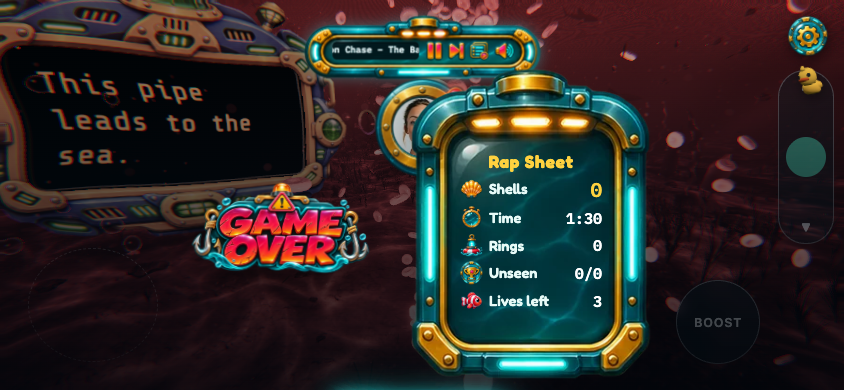 n Chase - The Ba
This pipe
leads to the
sea.
GAME
OVER
Rap Sheet
Shells 0
Time 1:30
Rings 0
Unseen 0/0
Lives left 3
BOOST